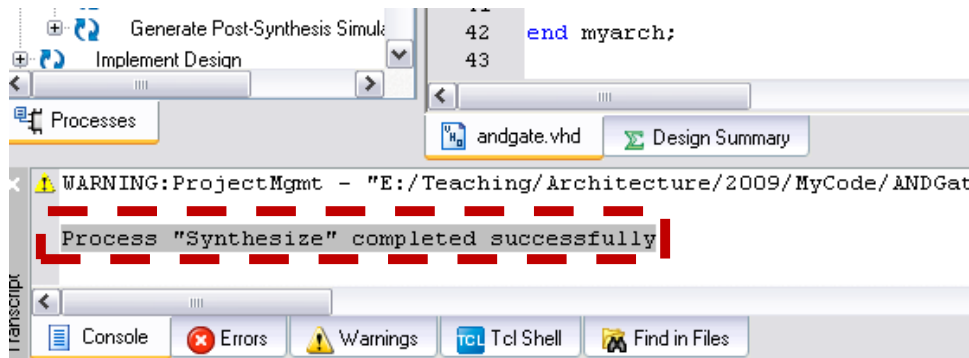 Generate Post-Synthesis Simula
Implement Design
Processes
42 end myarch;
43
andgate.vhd
Design Summary
WARNING:ProjectMgmt - "E:/Teaching/Architecture/2009/MyCode/ANDGat
Process "Synthesize" completed successfully
Transcript
Console
Errors
Warnings
TCL Tcl Shell
Find in Files